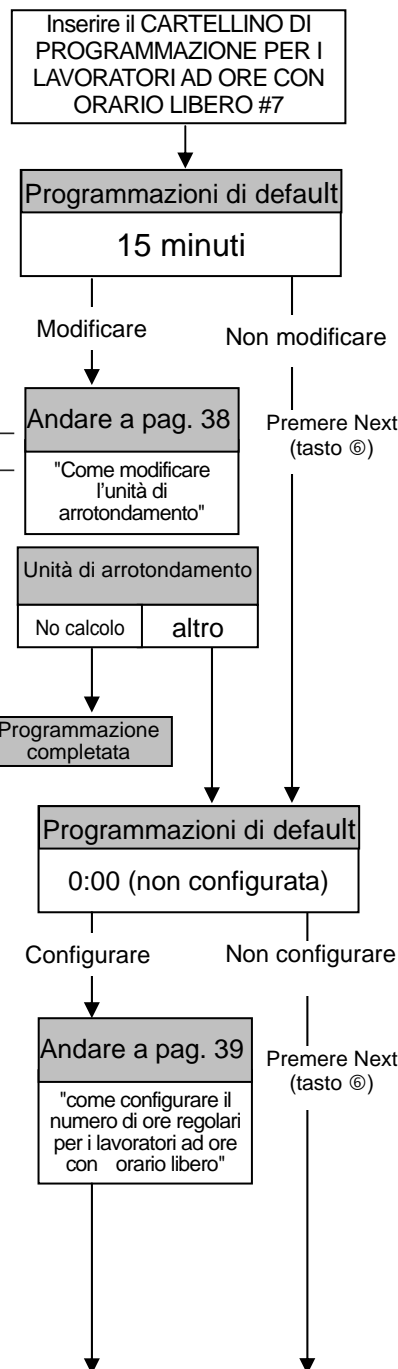 Inserire il CARTELLINO DI
PROGRAMMAZIONE PER I
LAVORATORI AD ORE CON
ORARIO LIBERO #7
Programmazioni di default
15 minuti
Modificare
Non modificare
Andare a pag. 38
"Come modificare
l'unità di
arrotondamento"
Premere Next
(tasto ⑥)
Unità di arrotondamento
No calcolo
altro
Programmazione
completata
Programmazioni di default
0:00 (non configurata)
Configurare
Non configurare
Andare a pag. 39
"come configurare il
numero di ore regolari
per i lavoratori ad ore
con orario libero"
Premere Next
(tasto ⑥)